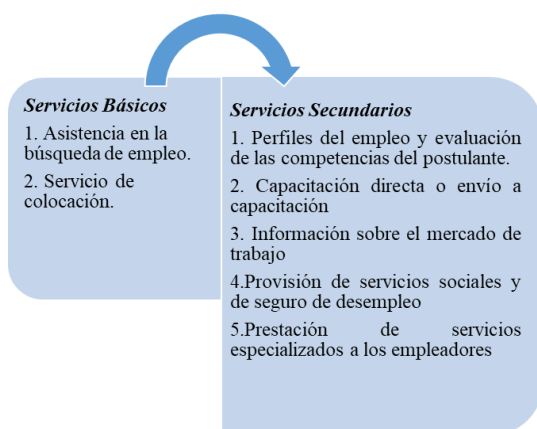 Servicios Básicos
1. Asistencia en la
búsqueda de empleo.
2. Servicio de
colocación.
Servicios Secundarios
1. Perfiles del empleo y evaluación
de las competencias del postulante.
2. Capacitación directa o envío a
capacitación
3. Información sobre el mercado de
trabajo
4.Provisión de servicios sociales y
de seguro de desempleo
5.Prestación de servicios
especializados a los empleadores